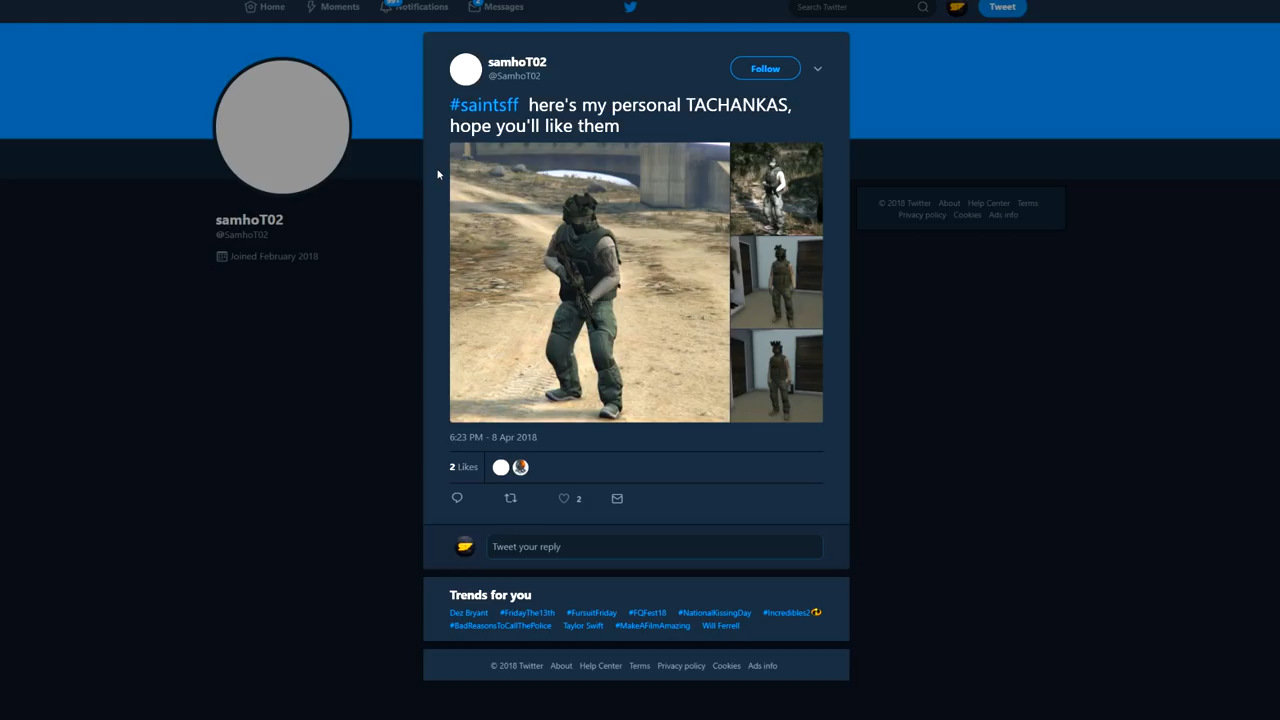 Home Moments Notifications Messages Search Twitter Tweet
samhoT02
@SamhoT02
Follow
#saintsff here's my personal TACHANKAS,
hope you'll like them
samhoT02
@SamhoT02
Joined February 2018
© 2018 Twitter About Help Center Terms
Privacy policy Cookies Ads info
6:23 PM - 8 Apr 2018
2 Likes
2
Tweet your reply
Trends for you
Dez Bryant #FridayThe13th #FursuitFriday #FQFest18 #NationalKissingDay #Incredibles2
#BadReasonsToCallThePolice Taylor Swift #MakeAFilmAmazing Will Ferrell
© 2018 Twitter About Help Center Terms Privacy policy Cookies Ads info